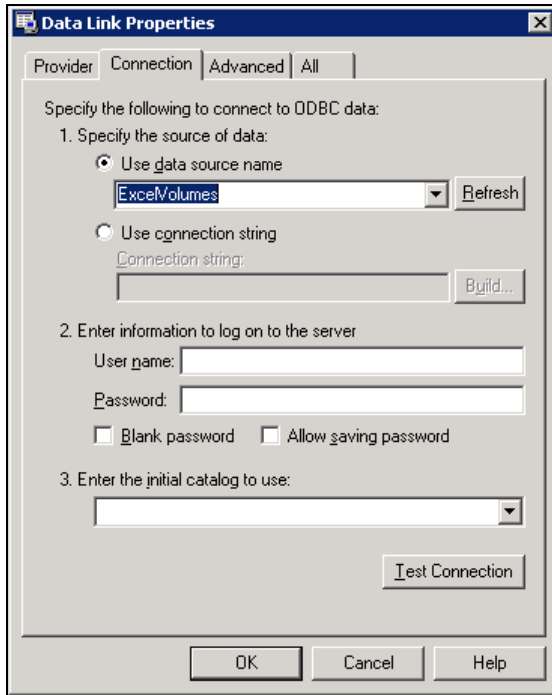 Data Link Properties
Provider Connection Advanced All
Specify the following to connect to ODBC data:
1. Specify the source of data:
Use data source name
ExcelVolumes Refresh
Use connection string
Connection string:
Build...
2. Enter information to log on to the server
User name:
Password:
Blank password Allow saving password
3. Enter the initial catalog to use:
Test Connection
OK Cancel Help